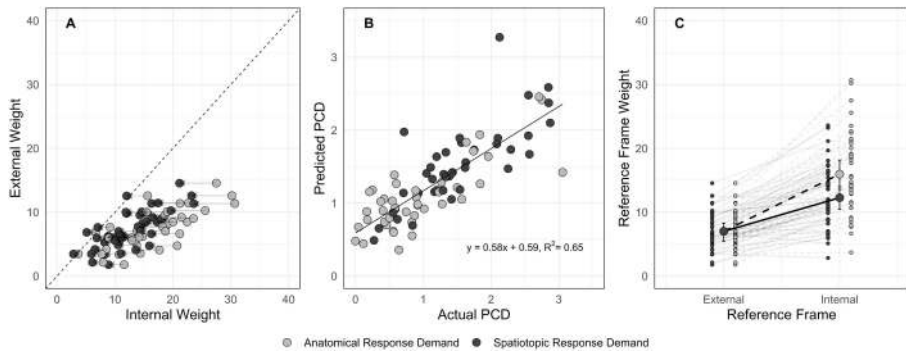 A
External Weight
40
30
20
10
0
0 10 20 30 40
Internal Weight
B
Predicted PCD
3
2
1
0
0 1 2 3
Actual PCD
y = 0.58x + 0.59, R²= 0.65
C
Reference Frame Weight
40
30
20
10
0
External Internal
Reference Frame
Anatomical Response Demand Spatiotopic Response Demand